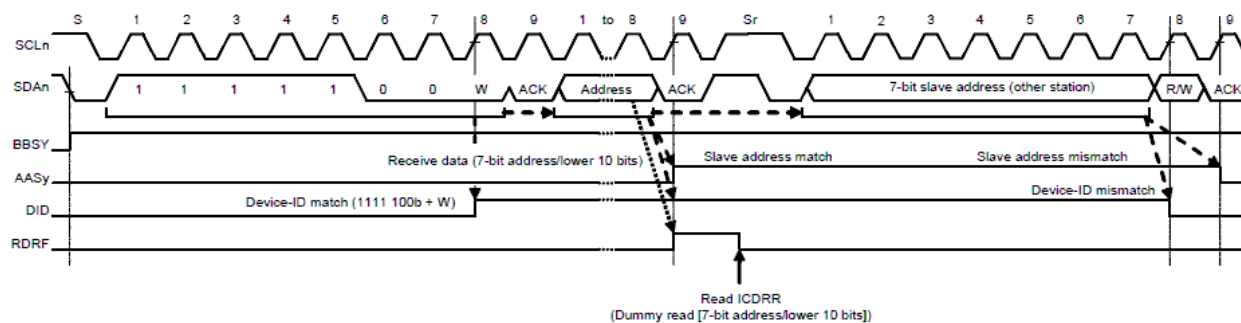 S 1 2 3 4 5 6 7 8 9 1 to 8 9 Sr 1 2 3 4 5 6 7 8 9
SCLn
SDAn 1 1 1 1 1 0 0 W ACK Address ACK 7-bit slave address (other station) R/W ACK
BBSY
Receive data (7-bit address/lower 10 bits) Slave address match Slave address mismatch
AASy
Device-ID mismatch
Device-ID match (1111 100b + W)
DID
RDRF
Read ICDRR
(Dummy read [7-bit address/lower 10 bits])